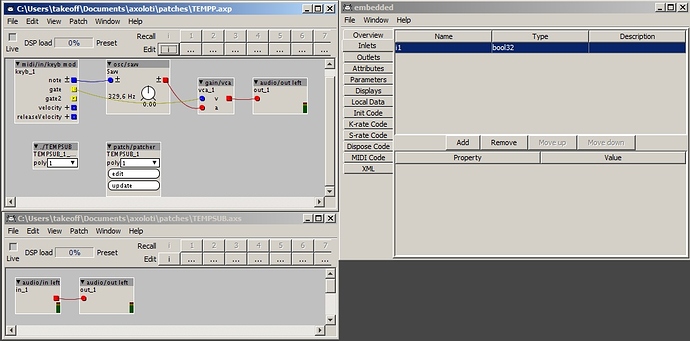 C:\Users\takeoff\Documents\axoloti\patches\TEMPP.axp
File Edit View Patch Window Help
Live
DSP load 0% Preset
Recall i 1 2 3 4 5 6 7
Edit i ... ... ... ... ... ... ...
midi/in/keyb mod
keyb_1
note
gate
gate2
velocity
releaseVelocity
osc/saw
Saw
329,6 Hz
0:00
gain/vca
vca_1
v
a
audio/out left
out_1
./TEMPSUB
TEMPSUB_1_...
poly 1
patch/patcher
TEMPSUB_1
poly 1
edit
update
C:\Users\takeoff\Documents\axoloti\patches\TEMPSUB.axs
File Edit View Patch Window Help
Live
DSP load 0% Preset
Recall i 1 2 3 4 5 6 7
Edit i ... ... ... ... ... ... ...
audio/in left
in_1
audio/out left
out_1
embedded
File Window Help
Overview
Inlets
Outlets
Attributes
Parameters
Displays
Local Data
Init Code
K-rate Code
S-rate Code
Dispose Code
MIDI Code
XML
Name Type Description
i1 bool32
Add Remove Move up Move down
Property Value